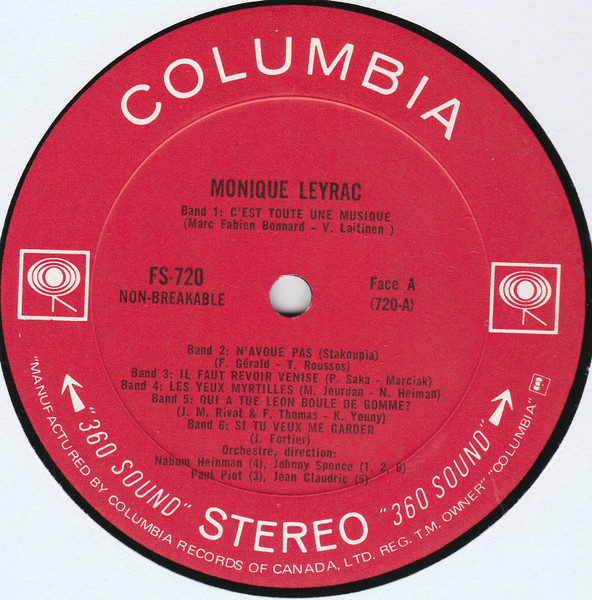 COLUMBIA
MONIQUE LEYRAC
Band 1: C'EST TOUTE UNE MUSIQUE
(Marc Fabien Bonnard - V. Laitinen )
FS-720
NON-BREAKABLE
Face A
(720-A)
Band 2: N'AVOUE PAS (Stakoupia)
(F. Gérald - T. Roussos)
Band 3: IL FAUT REVOIR VENISE (P. Saka - Marciak)
Band 4: LES YEUX MYRTILLES (M. Jourdan - N. Heiman)
Band 5: QUI A TUE LEON BOULE DE GOMME?
(J. M. Rivat & F. Thomas - K. Youny)
Band 6: SI TU VEUX ME GARDER
(J. Fortier)
Orchestre, direction:
Nahum Heinman (4), Johnny Spence (1, 2, 6)
Paul Piot (3), Jean Claudric (5)
"360 SOUND" STEREO "360 SOUND"
"MANUFACTURED BY COLUMBIA RECORDS OF CANADA, LTD. REG. T.M. OWNER" "COLUMBIA"